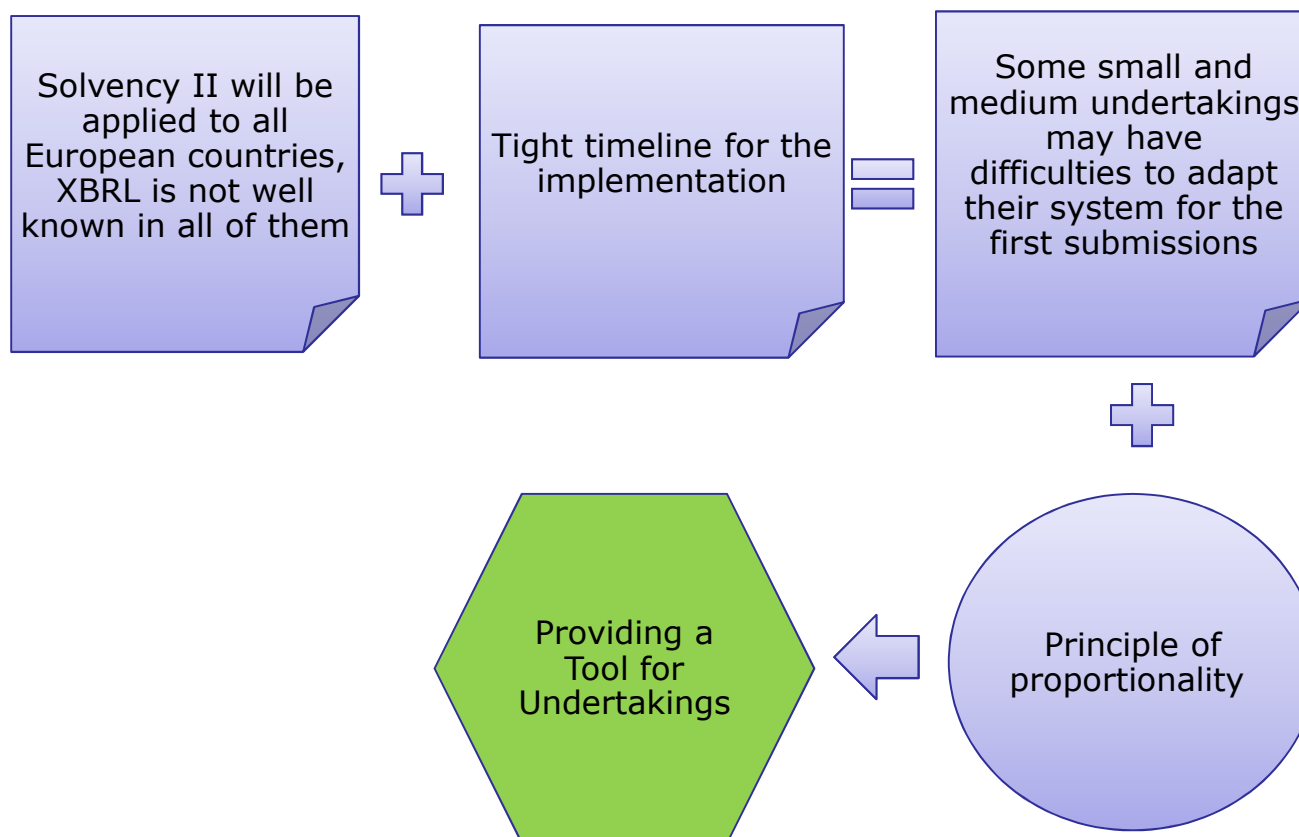 Solvency II will be
applied to all
European countries,
XBRL is not well
known in all of them
Tight timeline for the
implementation
Some small and
medium undertakings
may have
difficulties to adapt
their system for the
first submissions
Principle of
proportionality
Providing a
Tool for
Undertakings